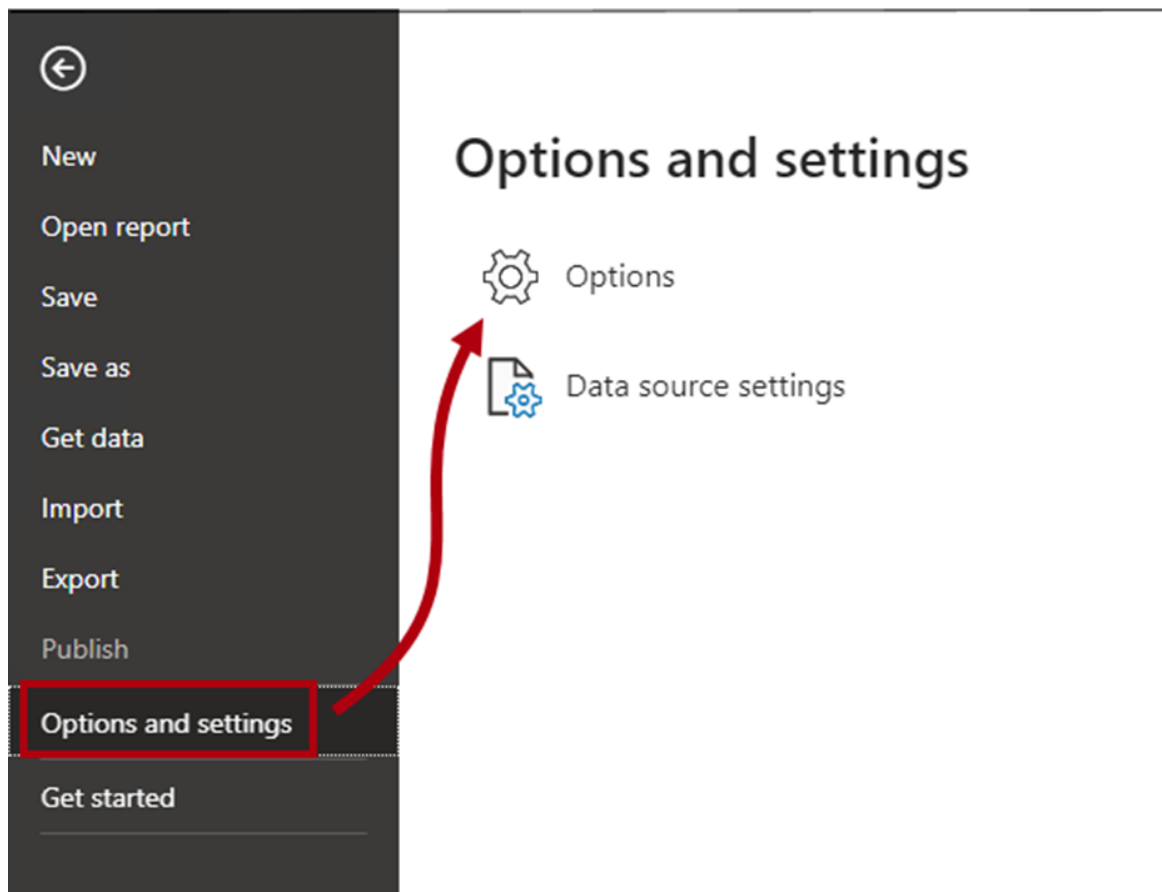 New
Open report
Save
Save as
Get data
Import
Export
Publish
Options and settings
Get started
Options and settings
Options
Data source settings